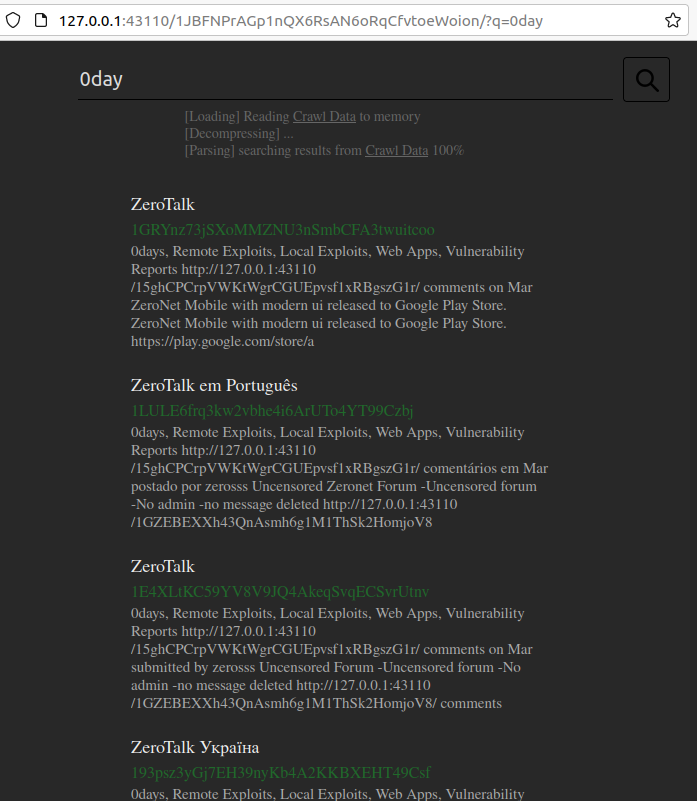 127.0.0.1:43110/1JBFNPrAGp1nQX6RsAN6oRqCfvtoeWoion/?q=0day
0day
[Loading] Reading Crawl Data to memory
[Decompressing] ...
[Parsing] searching results from Crawl Data 100%
ZeroTalk
1GRYnz73jSXoMMZNU3nSmbCFA3twuitcoo
0days, Remote Exploits, Local Exploits, Web Apps, Vulnerability
Reports http://127.0.0.1:43110
/15ghCPCrpVWKtWgrCGUEpvsf1xRBgszG1r/ comments on Mar
ZeroNet Mobile with modern ui released to Google Play Store.
ZeroNet Mobile with modern ui released to Google Play Store.
https://play.google.com/store/a
ZeroTalk em Português
1LULE6frq3kw2vbhe4i6ArUTo4YT99Czbj
0days, Remote Exploits, Local Exploits, Web Apps, Vulnerability
Reports http://127.0.0.1:43110
/15ghCPCrpVWKtWgrCGUEpvsf1xRBgszG1r/ comentários em Mar
postado por zerosss Uncensored Zeronet Forum -Uncensored forum
-No admin -no message deleted http://127.0.0.1:43110
/1GZEBEXXh43QnAsmh6g1M1ThSk2HomjoV8
ZeroTalk
1E4XLtKC59YV8V9JQ4AkeqSvqECSvrUtnv
0days, Remote Exploits, Local Exploits, Web Apps, Vulnerability
Reports http://127.0.0.1:43110
/15ghCPCrpVWKtWgrCGUEpvsf1xRBgszG1r/ comments on Mar
submitted by zerosss Uncensored Forum -Uncensored forum -No
admin -no message deleted http://127.0.0.1:43110
/1GZEBEXXh43QnAsmh6g1M1ThSk2HomjoV8/ comments
ZeroTalk Україна
193psz3yGj7EH39nyKb4A2KKBXEHT49Csf
0days, Remote Exploits, Local Exploits, Web Apps, Vulnerability